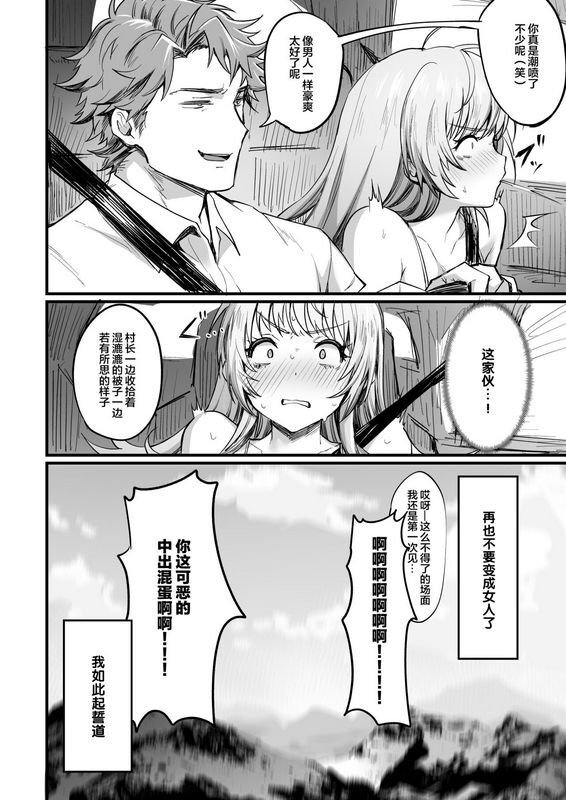 你真是潮喷了
不少呢（笑）
像男人一样豪爽
太好了呢
这家伙…！
村长一边收拾着
湿漉漉的被子一边
若有所思的样子
再也不要变成女人了
哎呀—这么不得了的场面
我还是第一次见…
啊啊啊啊啊啊啊！！！！
你这可恶的
中出混蛋啊啊！！！
我如此起誓道